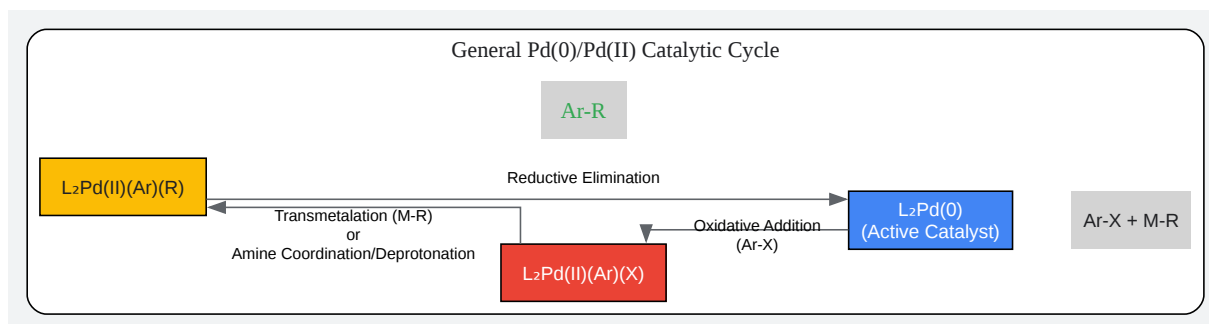 General Pd(0)/Pd(II) Catalytic Cycle
Ar-R
L₂Pd(II)(Ar)(R)
Reductive Elimination
Transmetalation (M-R)
or
Amine Coordination/Deprotonation
L₂Pd(II)(Ar)(X)
Oxidative Addition
(Ar-X)
L₂Pd(0)
(Active Catalyst)
Ar-X + M-R